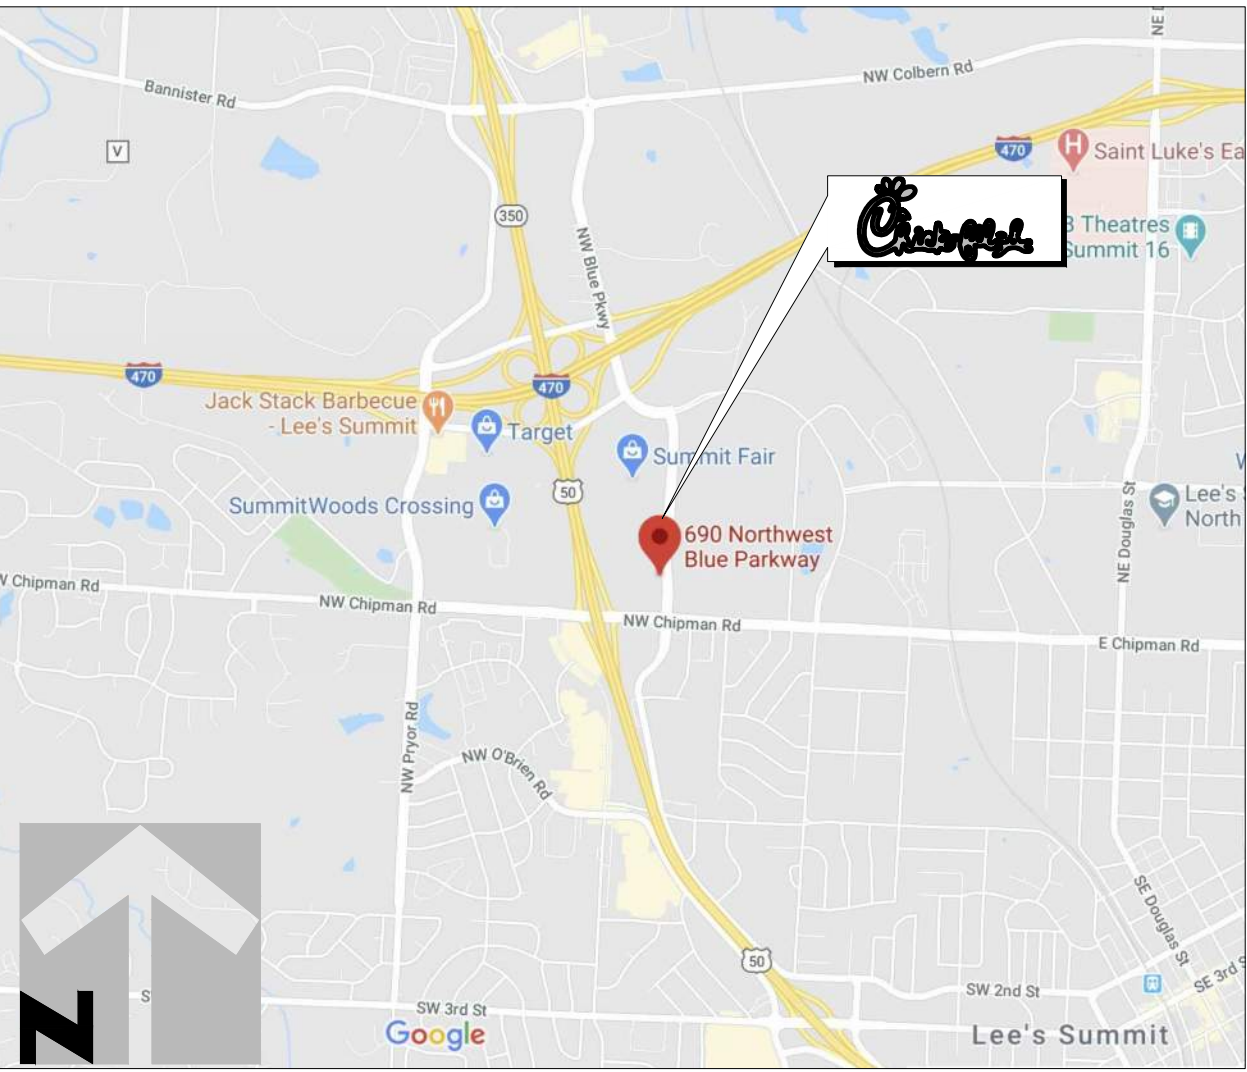 NE D
NW Colbern Rd
Bannister Rd
V
470
H
Saint Luke's Ea
350
Chick-fil-A
3 Theatres
Summit 16
NW Blue Pkwy
470
470
Jack Stack Barbecue
- Lee's Summit
Target
Summit Fair
50
SummitWoods Crossing
Lee's
North
690 Northwest
Blue Parkway
NE Douglas St
W Chipman Rd
NW Chipman Rd
NW Chipman Rd
E Chipman Rd
NW Pryor Rd
NW O'Brien Rd
SE Douglas St
50
SW 2nd St
SE 3rd S
S
SW 3rd St
Google
Lee's Summit
N